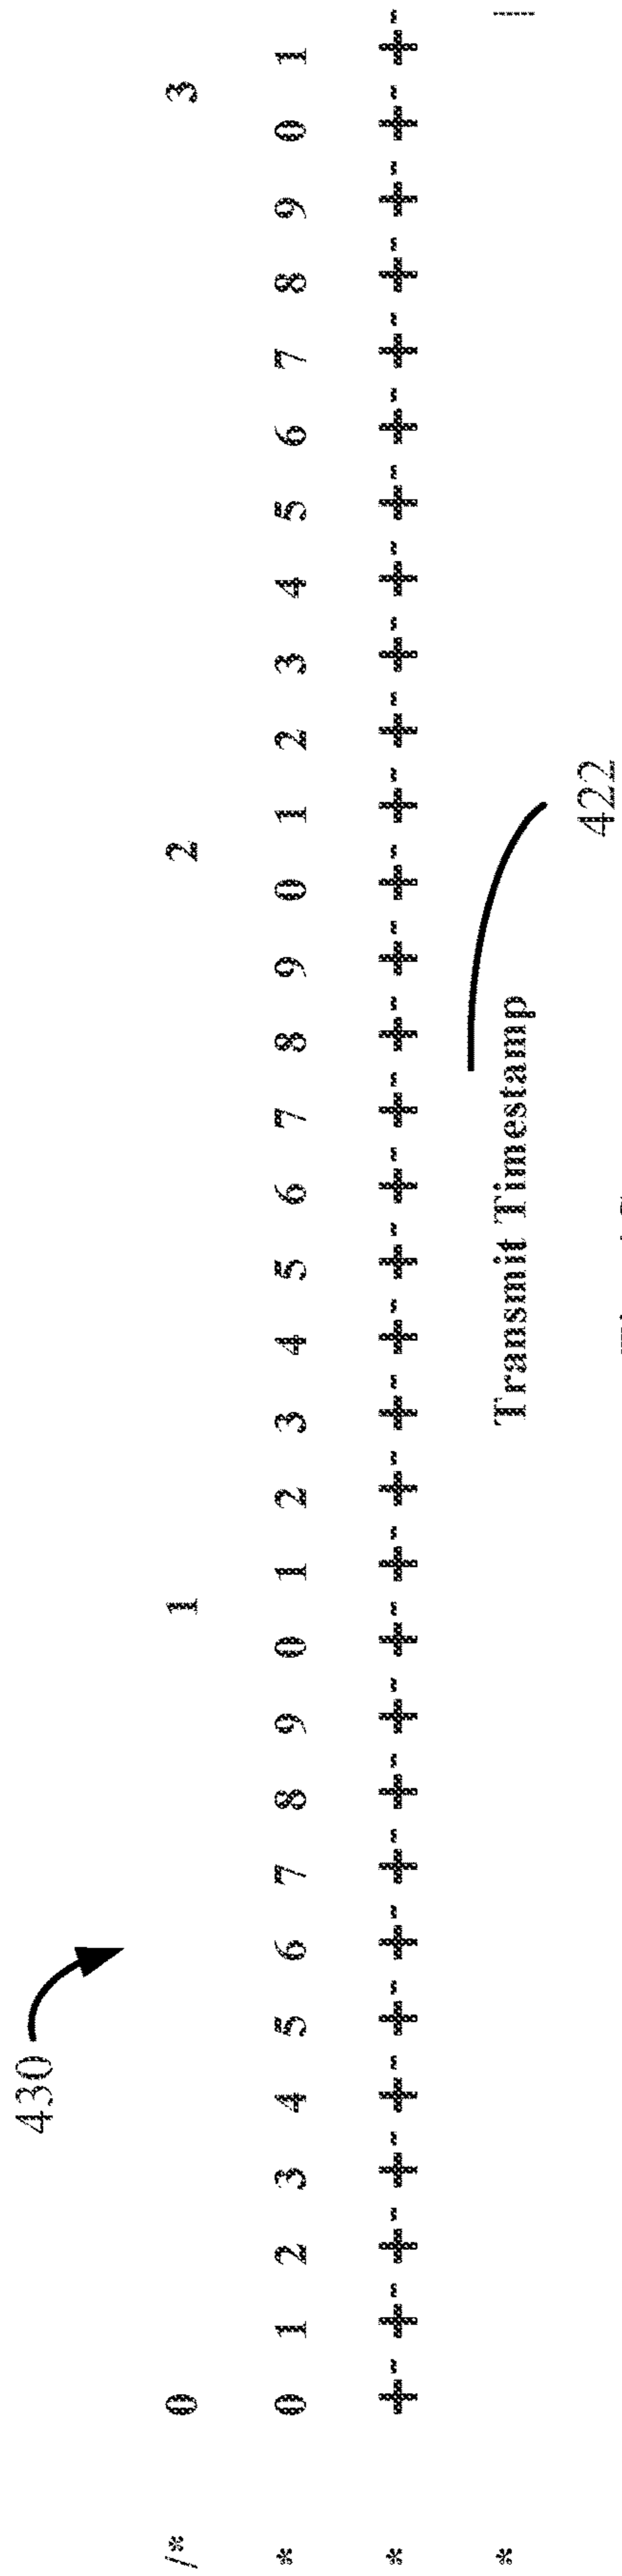 430
/* 0 1 2 3
* 0 1 2 3 4 5 6 7 8 9 0 1 2 3 4 5 6 7 8 9 0 1 2 3 4 5 6 7 8 9 0 1
* +-+-+-+-+-+-+-+-+-+-+-+-+-+-+-+-+-+-+-+-+-+-+-+-+-+-+-+-+-+-+-+-
* Transmit Timestamp |
422